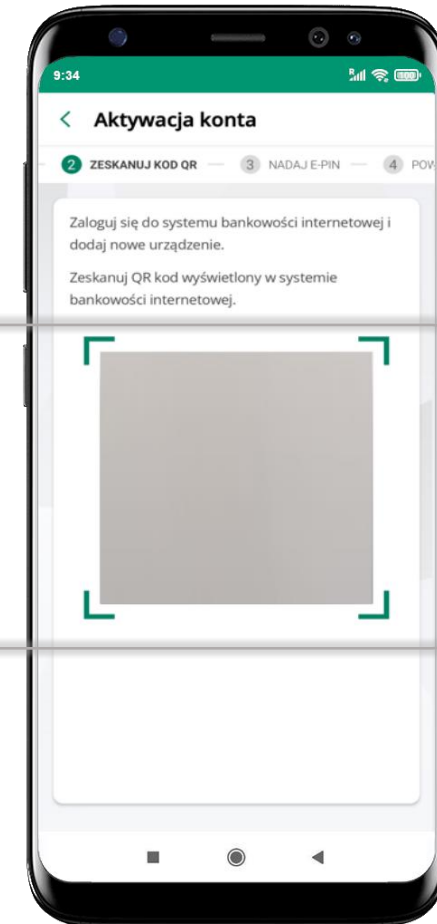 9:34
R 100
Aktywacja konta
2 ZESKANUJ KOD QR 3 NADAJ E-PIN 4 POW
Zaloguj się do systemu bankowości internetowej i
dodaj nowe urządzenie.
Zeskanuj QR kod wyświetlony w systemie
bankowości internetowej.